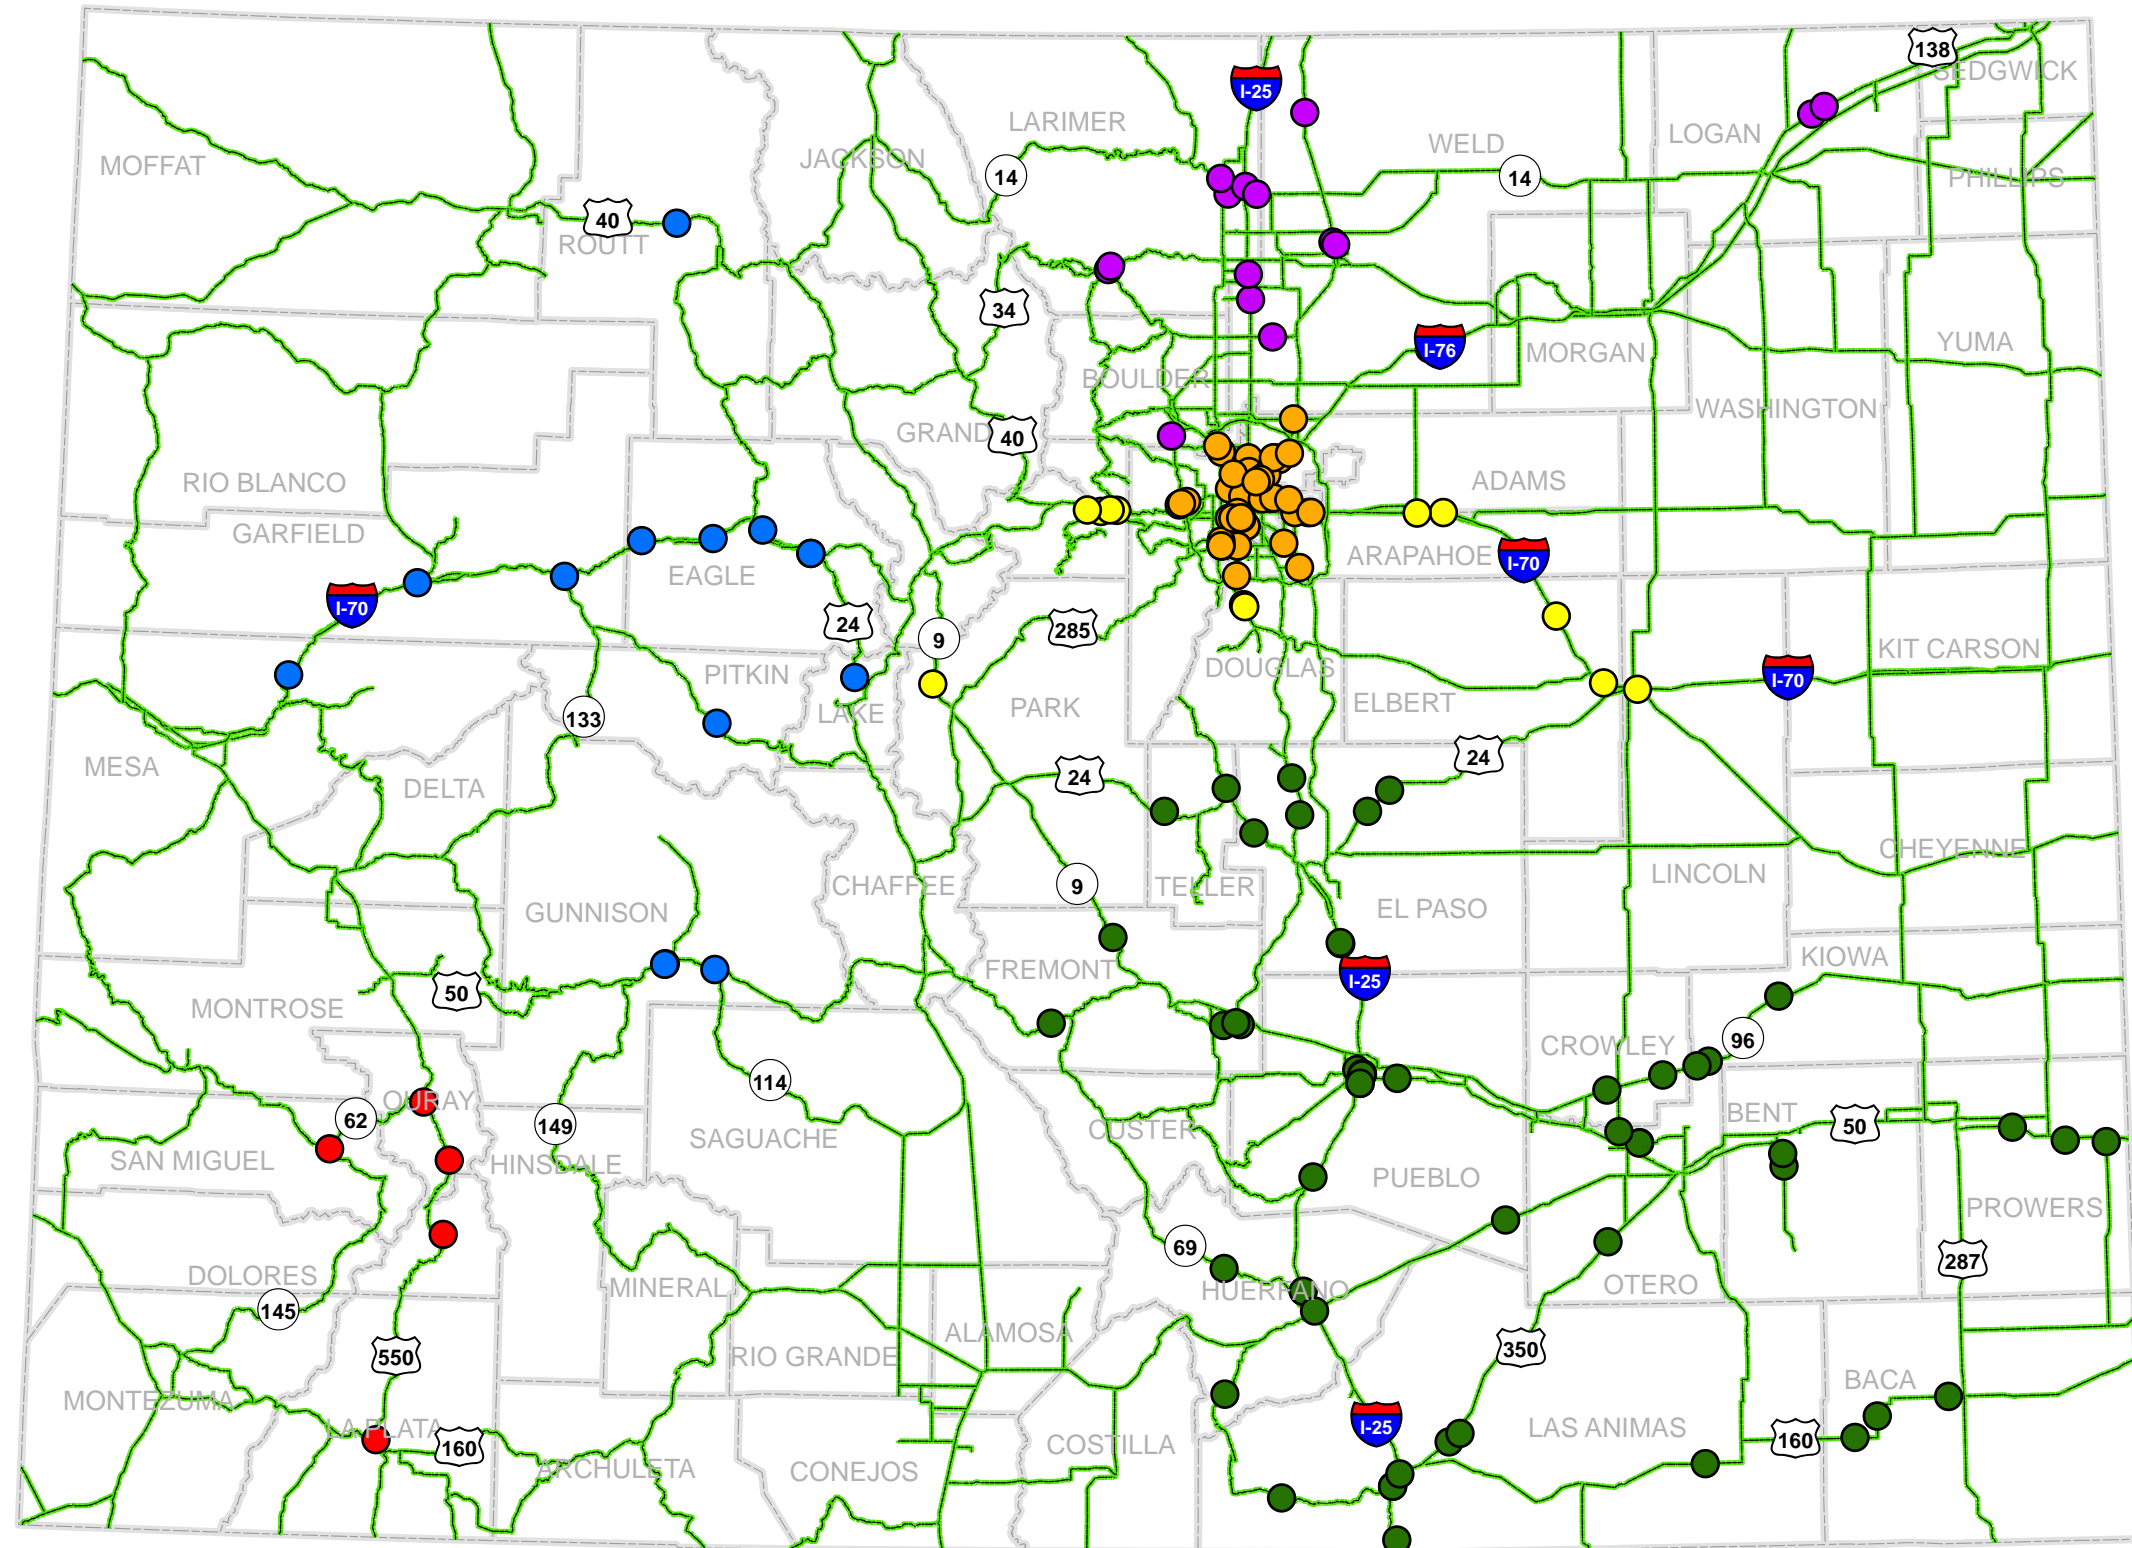 138
SEDGWICK
I-25
LARIMER
WELD
LOGAN
JACKSON
MOFFAT
14
14
PHILLIPS
40
ROUTT
34
I-76
MORGAN
YUMA
BOULDER
WASHINGTON
GRAND
40
RIO BLANCO
ADAMS
GARFIELD
ARAPAHOE
I-70
EAGLE
I-70
24
9
285
KIT CARSON
PITKIN
DOUGLAS
I-70
LAKE
PARK
ELBERT
133
MESA
24
24
DELTA
CHEYENNE
LINCOLN
9
CHAFFEE
TELLER
GUNNISON
EL PASO
KIOWA
FREMONT
I-25
50
MONTROSE
96
CROWLEY
114
OURAY
62
BENT
50
149
CUSTER
SAGUACHE
SAN MIGUEL
HINSDALE
PUEBLO
PROWERS
69
287
DOLORES
MINERAL
HUERFANO
OTERO
145
ALAMOSA
350
550
RIO GRANDE
BACA
MONTEZUMA
I-25
LA PLATA
LAS ANIMAS
160
COSTILLA
160
ARCHULETA
CONEJOS